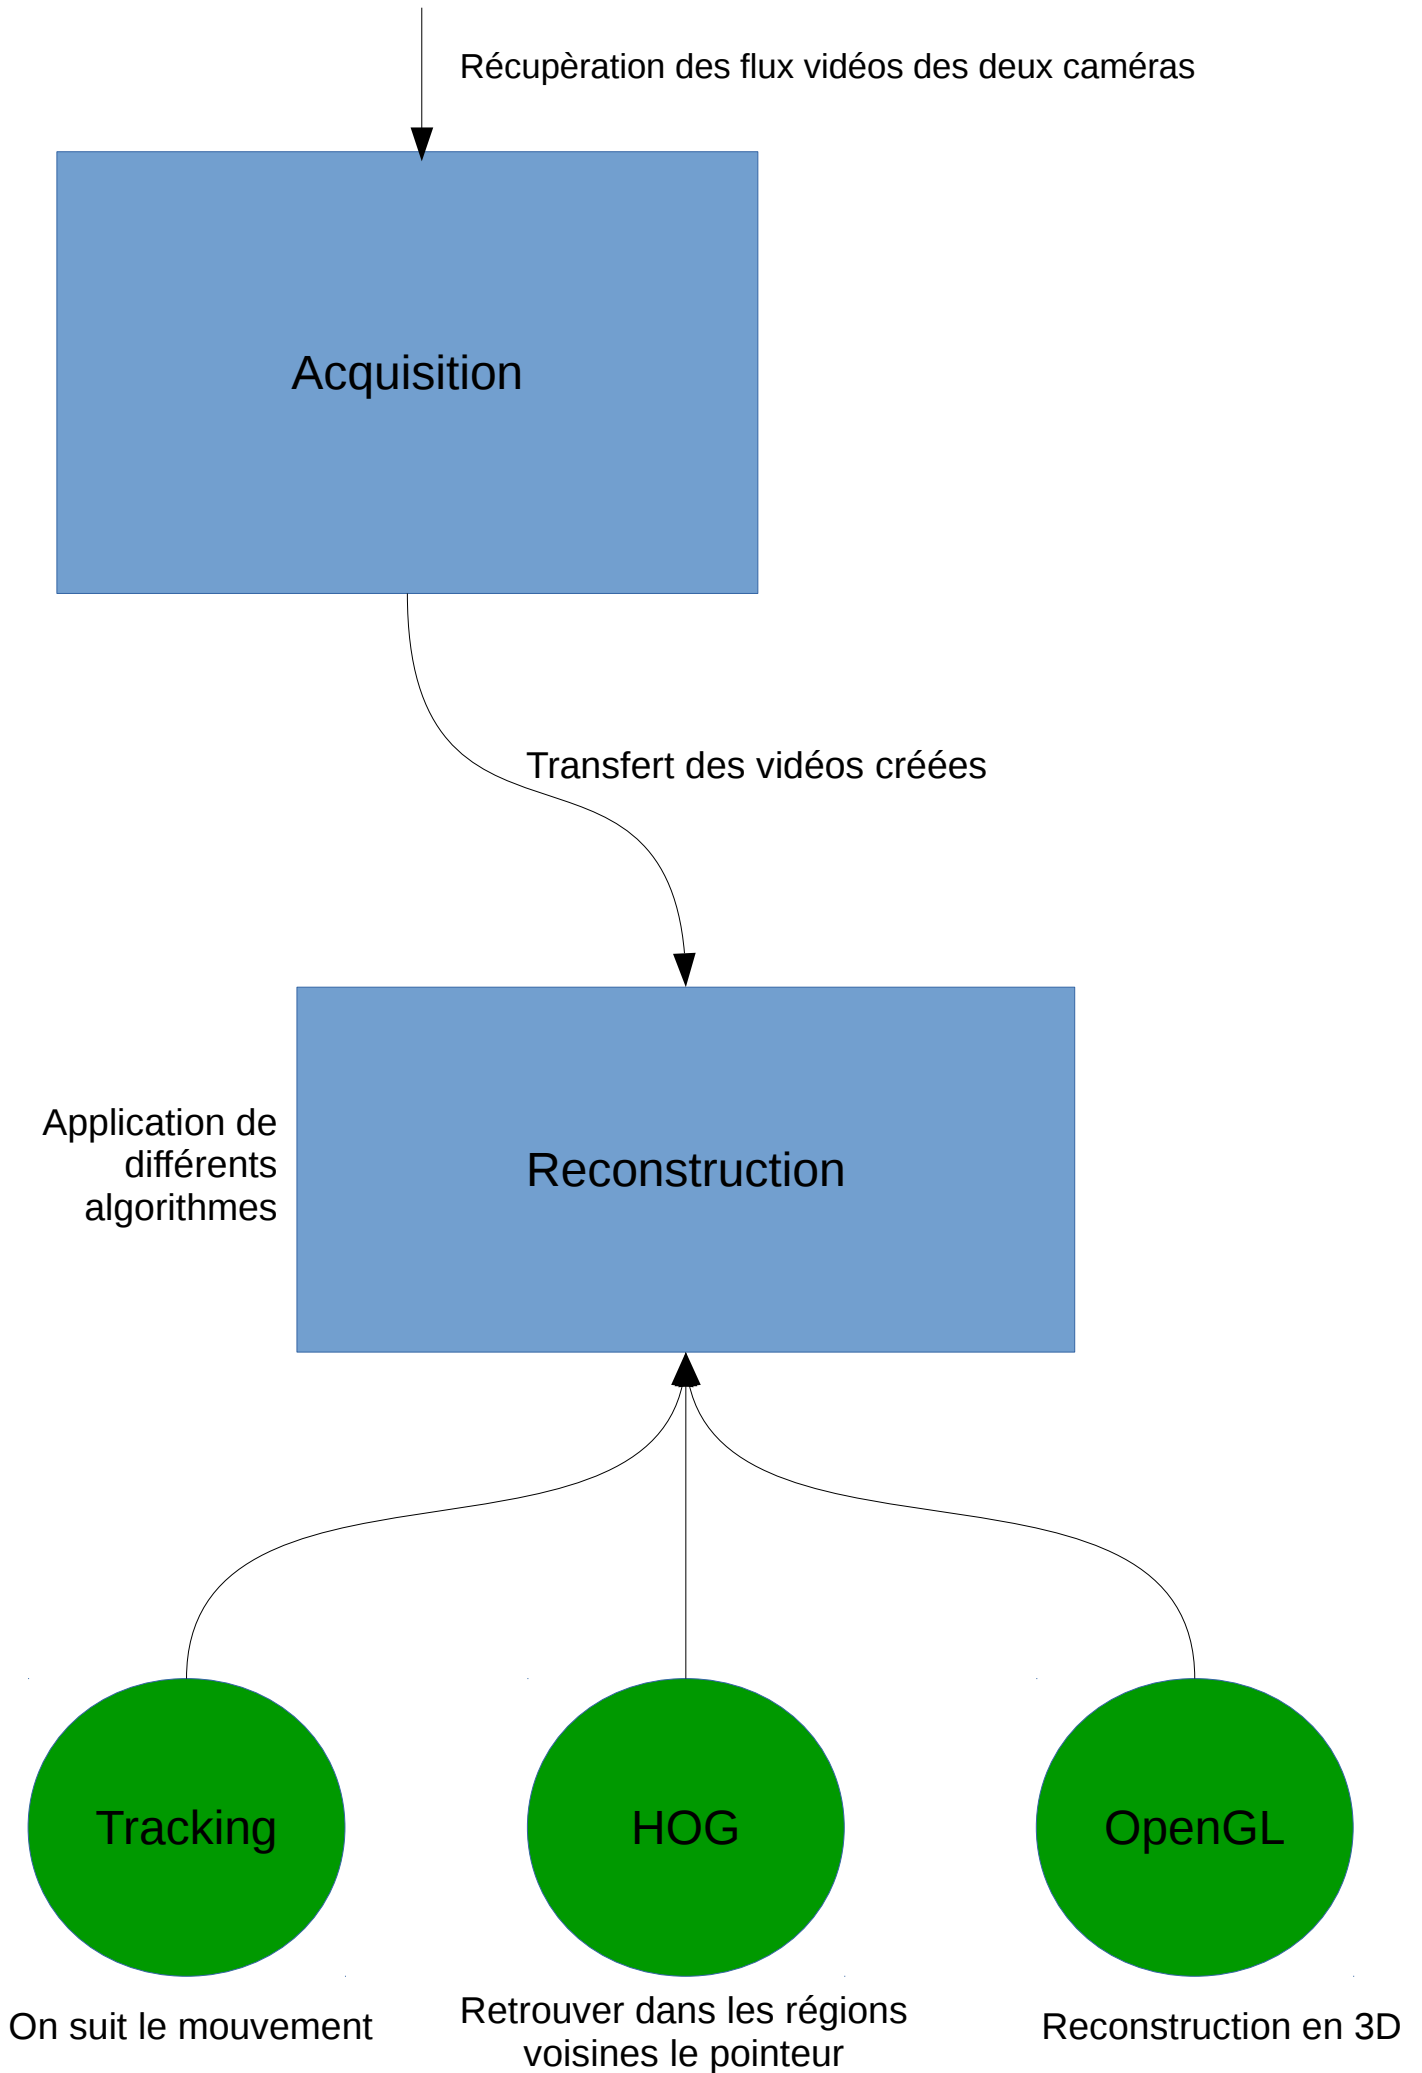 Récupèration des flux vidéos des deux caméras
Acquisition
Transfert des vidéos créées
Application de
différents
algorithmes
Reconstruction
Tracking
HOG
OpenGL
On suit le mouvement
Retrouver dans les régions
voisines le pointeur
Reconstruction en 3D